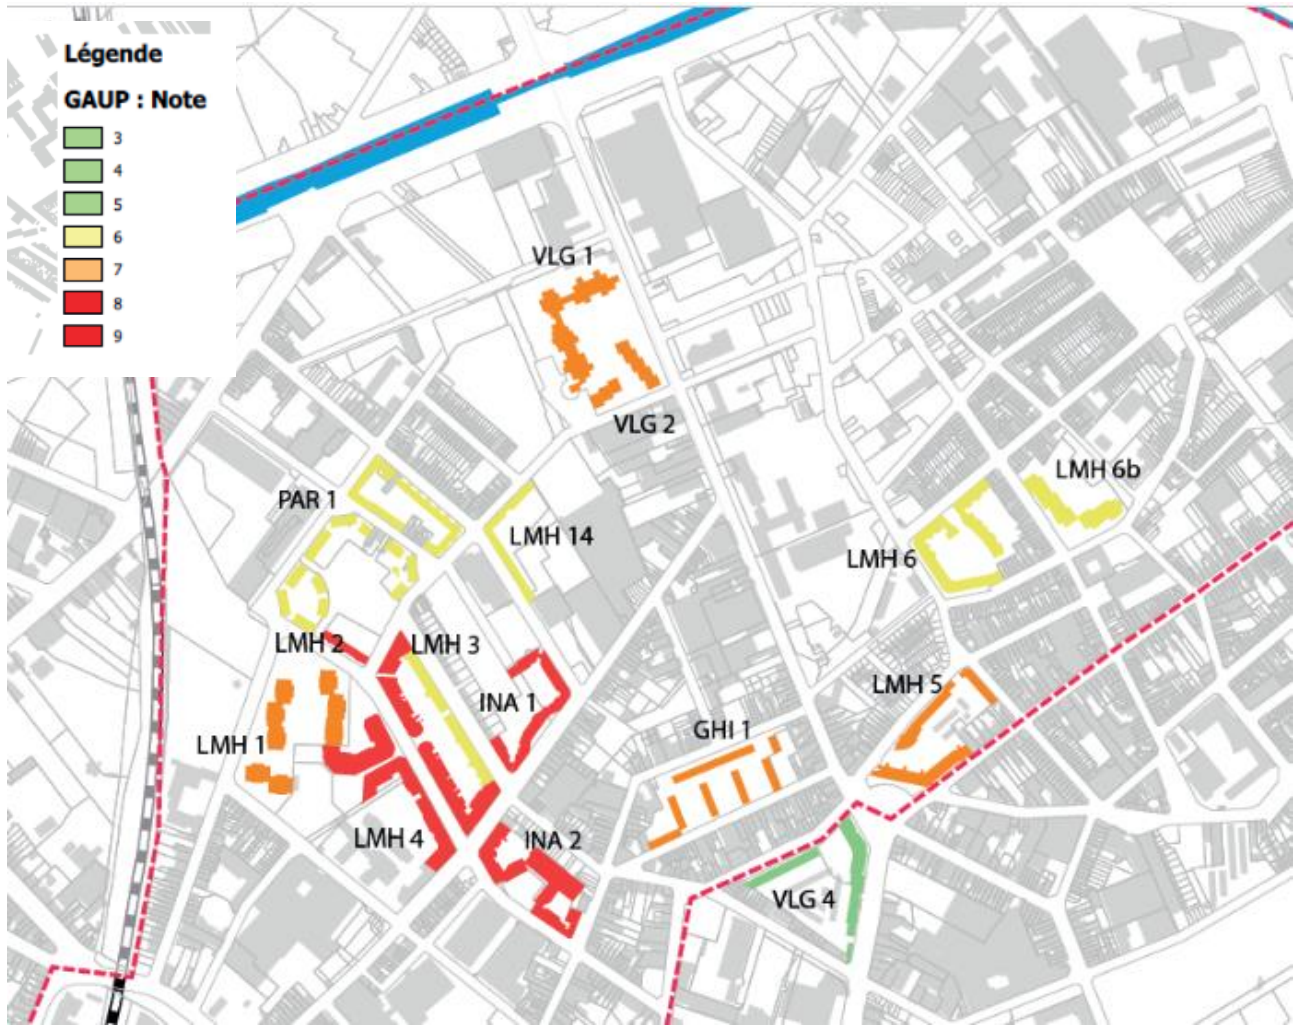 Légende
GAUP : Note
3
4
5
6
7
8
9
VLG 1
VLG 2
PAR 1
LMH 14
LMH 6b
LMH 6
LMH 2
LMH 3
INA 1
LMH 5
LMH 1
GHI 1
LMH 4
INA 2
VLG 4